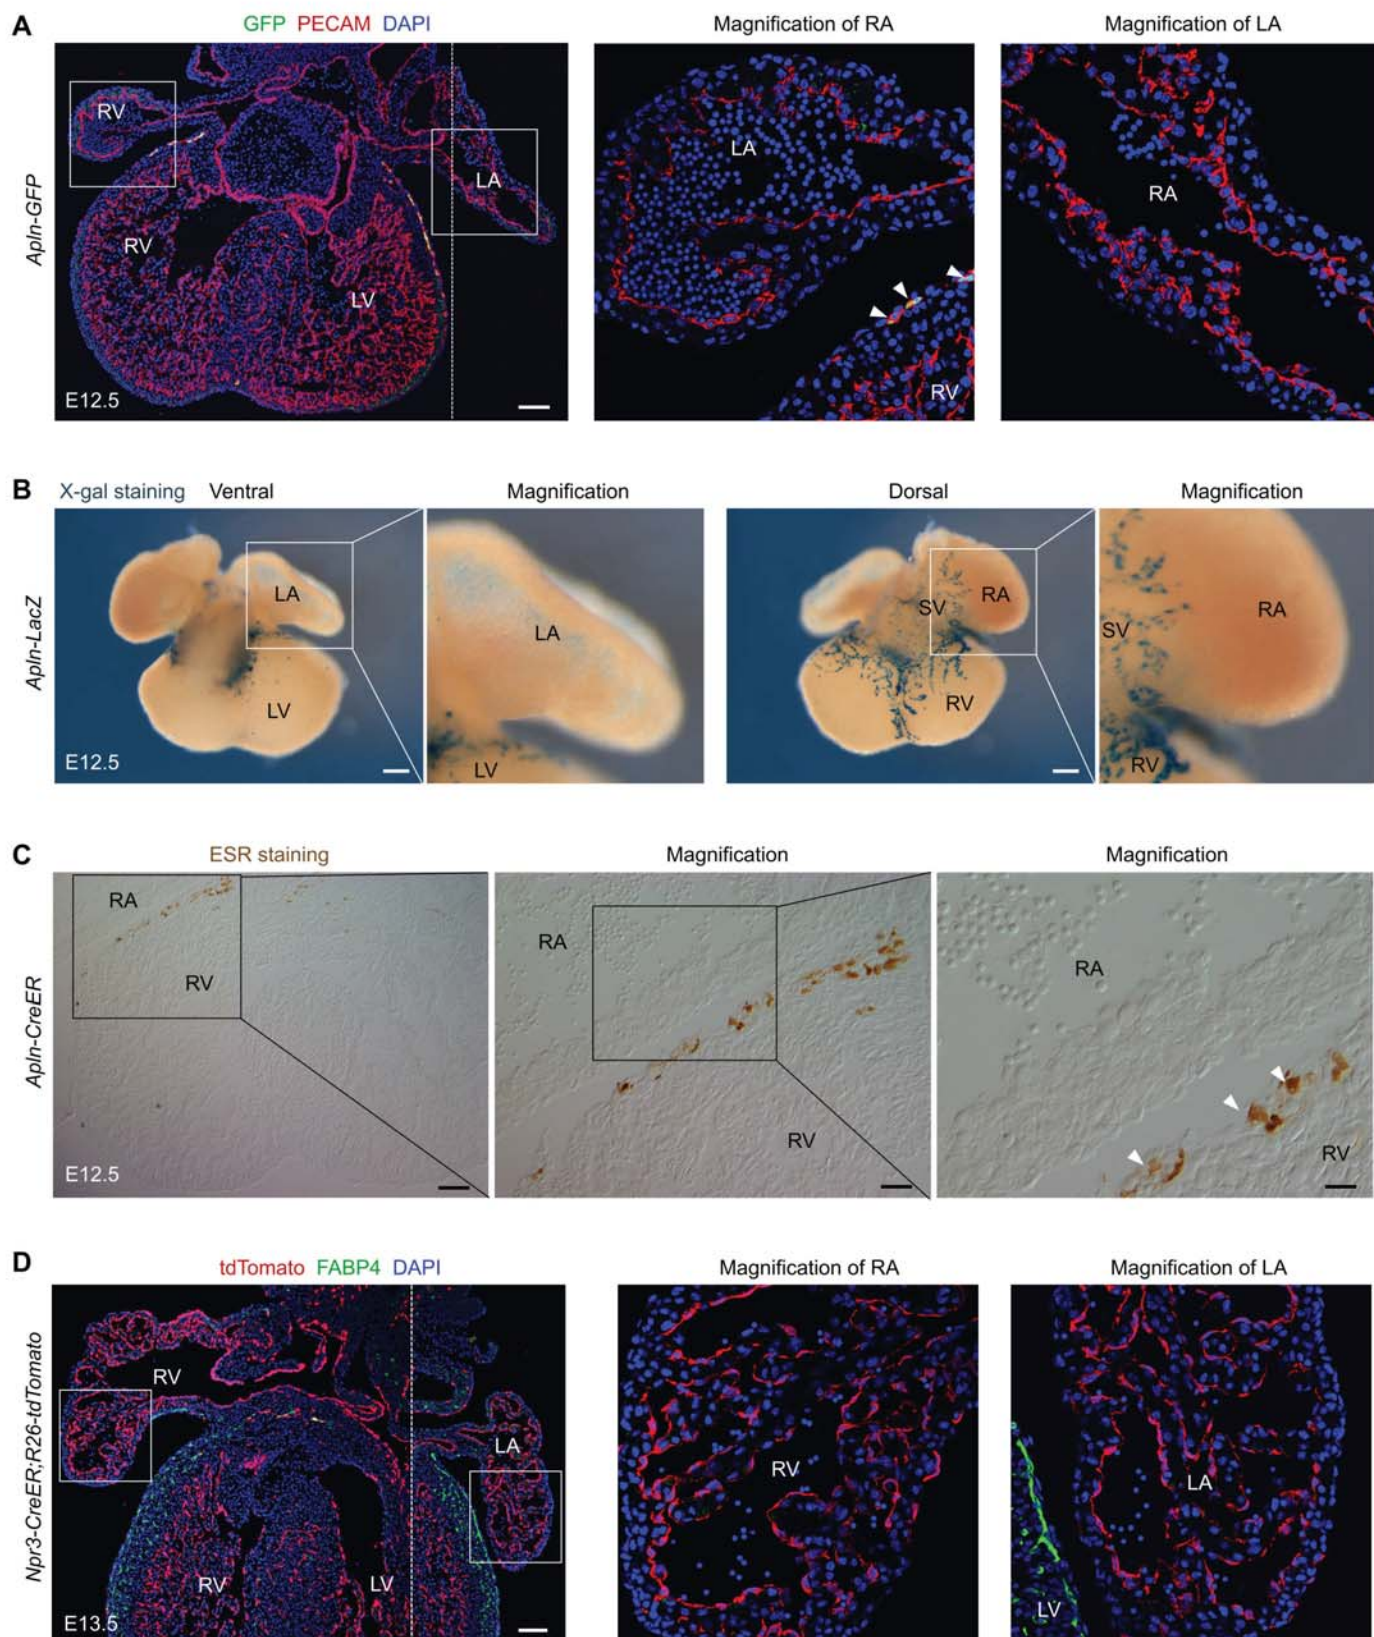 A
GFP PECAM DAPI
Magnification of RA
Magnification of LA
Apln-GFP
RV
LA
RV
LV
E12.5
LA
RV
RA
B
X-gal staining
Ventral
Magnification
Dorsal
Magnification
Apln-LacZ
LA
LV
E12.5
LA
LV
SV
RA
RV
RA
SV
RV
C
ESR staining
Magnification
Magnification
Apln-CreER
RA
RV
E12.5
RA
RV
RA
RV
D
tdTomato FABP4 DAPI
Magnification of RA
Magnification of LA
Npr3-CreER;R26-tdTomato
RV
LA
RV
LV
E13.5
RV
LA
LV